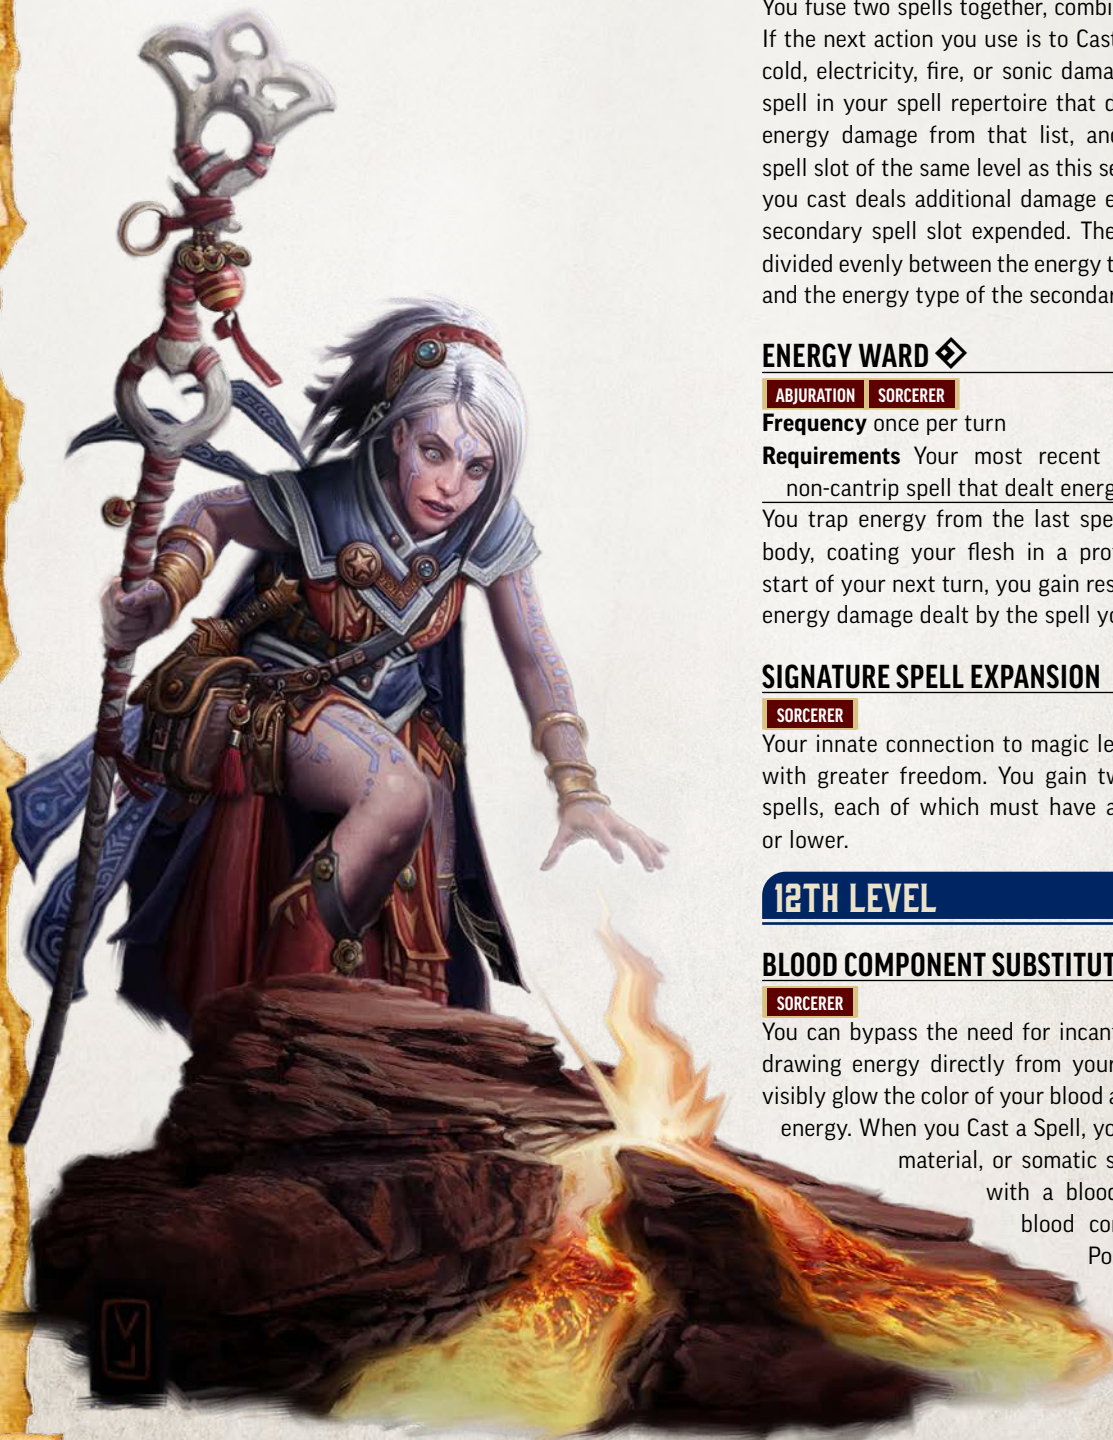 You fuse two spells together, combi
If the next action you use is to Cast
cold, electricity, fire, or sonic dama
spell in your spell repertoire that d
energy damage from that list, and
spell slot of the same level as this se
you cast deals additional damage e
secondary spell slot expended. The
divided evenly between the energy t
and the energy type of the secondar
ENERGY WARD
ABJURATION SORCERER
Frequency once per turn
Requirements Your most recent
non-cantrip spell that dealt energ
You trap energy from the last spe
body, coating your flesh in a pro
start of your next turn, you gain res
energy damage dealt by the spell yo
SIGNATURE SPELL EXPANSION
SORCERER
Your innate connection to magic le
with greater freedom. You gain tw
spells, each of which must have a
or lower.
12TH LEVEL
BLOOD COMPONENT SUBSTITUT
SORCERER
You can bypass the need for incant
drawing energy directly from your
visibly glow the color of your blood a
energy. When you Cast a Spell, yo
material, or somatic s
with a blood
blood co
Po